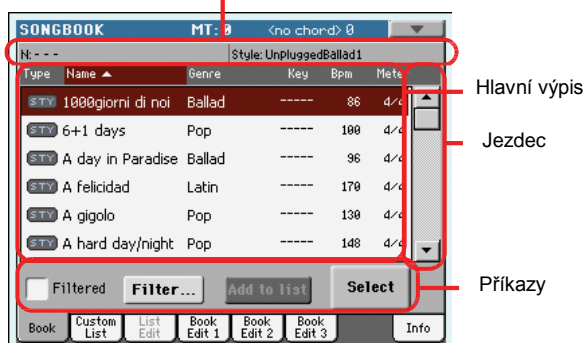 SONGBOOK MT: 0 <no chord> 0
N: - - - Style: UnpluggedBallad1
Type Name ▲ Genre Key Bpm Mete
STY 1000giorni di noi Ballad ----- 86 4/4
STY 6+1 days Pop ----- 100 4/4
STY A day in Paradise Ballad ----- 96 4/4
STY A felicidad Latin ----- 170 4/4
STY A gigolo Pop ----- 130 4/4
STY A hard day/night Pop ----- 148 4/4
Filtered Filter... Add to list Select
Book Custom List List Edit Book Edit 1 Book Edit 2 Book Edit 3 Info
Hlavní výpis
Jezdec
Příkazy